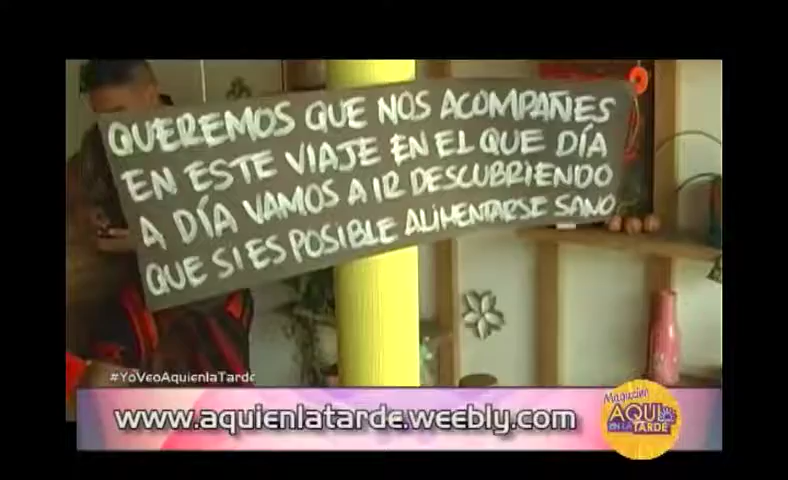 QUEREMOS QUE NOS ACOMPAÑES
EN ESTE VIAJE EN EL QUE DÍA
A DÍA VAMOS A IR DESCUBRIENDO
QUE SI ES POSIBLE ALIMENTARSE SANO
#YoVeoAquienlaTarde
www.aquienlatarde.weebly.com
Magazine
AQUI
EN LA TARDE